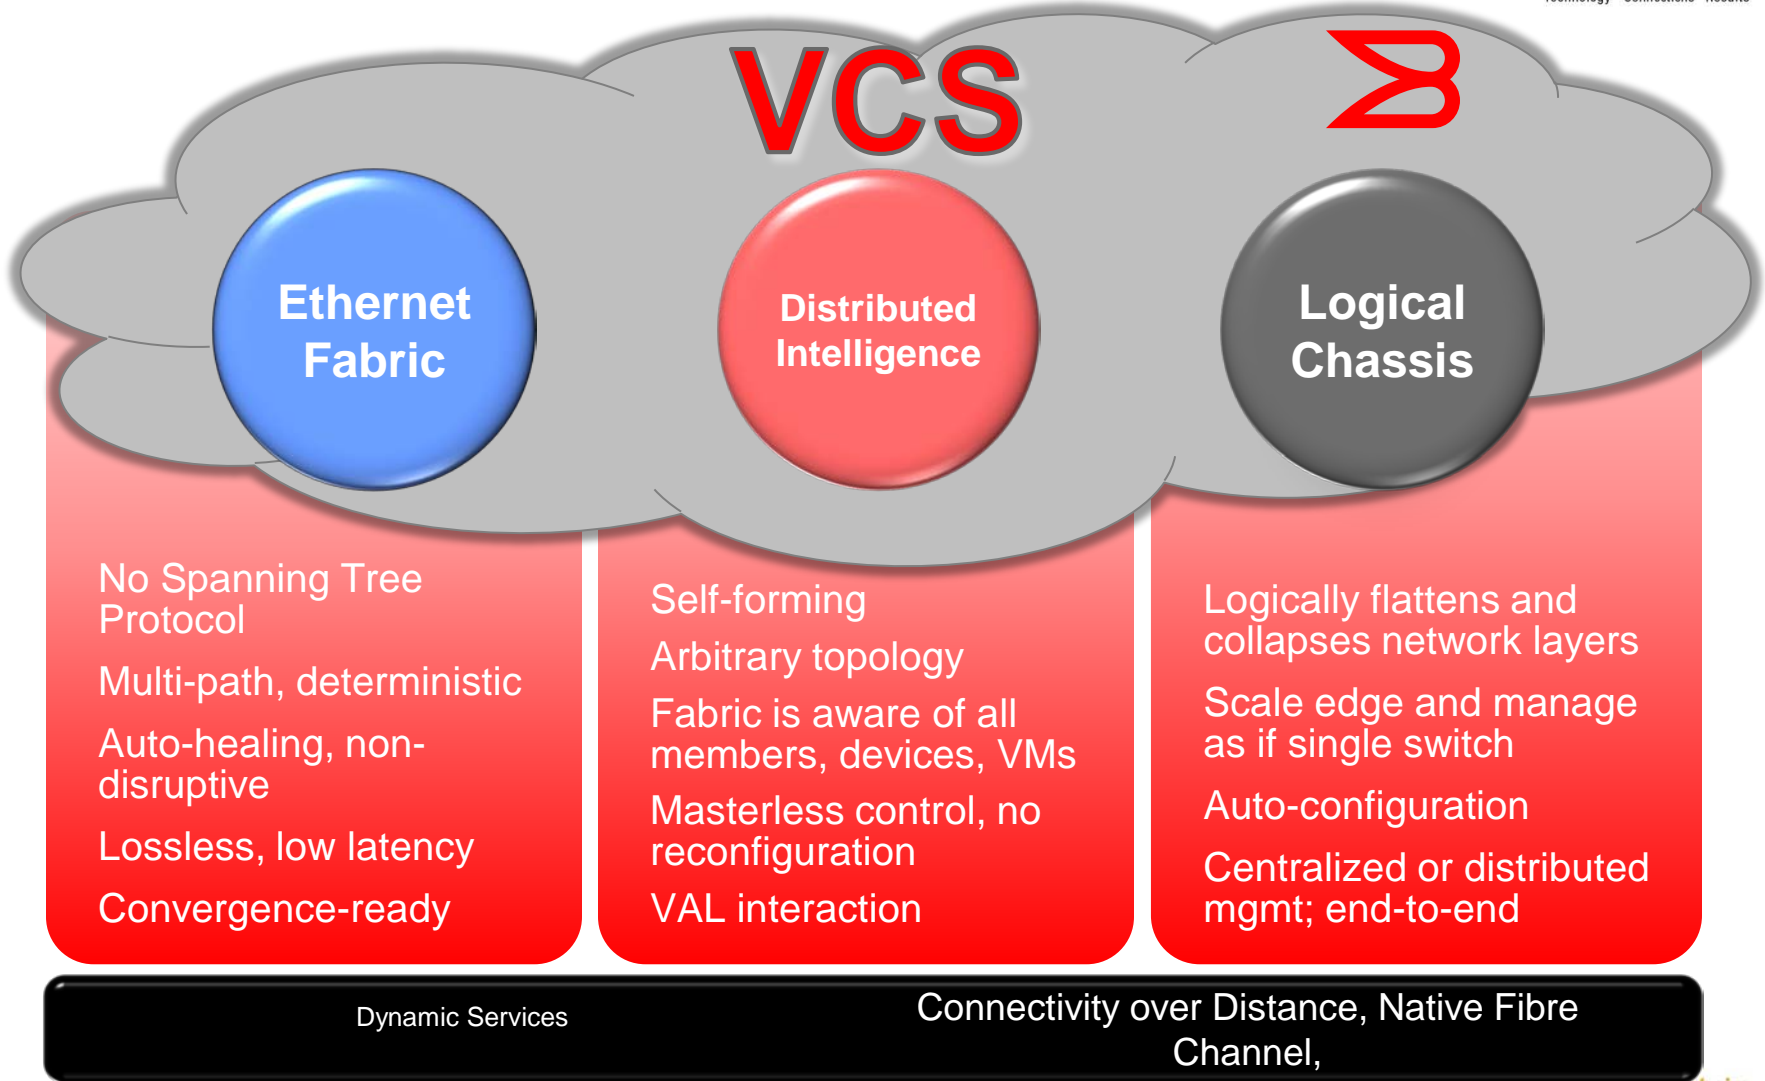 Technology Connections Results
VCS
Ethernet
Fabric
Distributed
Intelligence
Logical
Chassis
No Spanning Tree
Protocol
Multi-path, deterministic
Auto-healing, non-
disruptive
Lossless, low latency
Convergence-ready
Self-forming
Arbitrary topology
Fabric is aware of all
members, devices, VMs
Masterless control, no
reconfiguration
VAL interaction
Logically flattens and
collapses network layers
Scale edge and manage
as if single switch
Auto-configuration
Centralized or distributed
mgmt; end-to-end
Dynamic Services
Connectivity over Distance, Native Fibre
Channel,